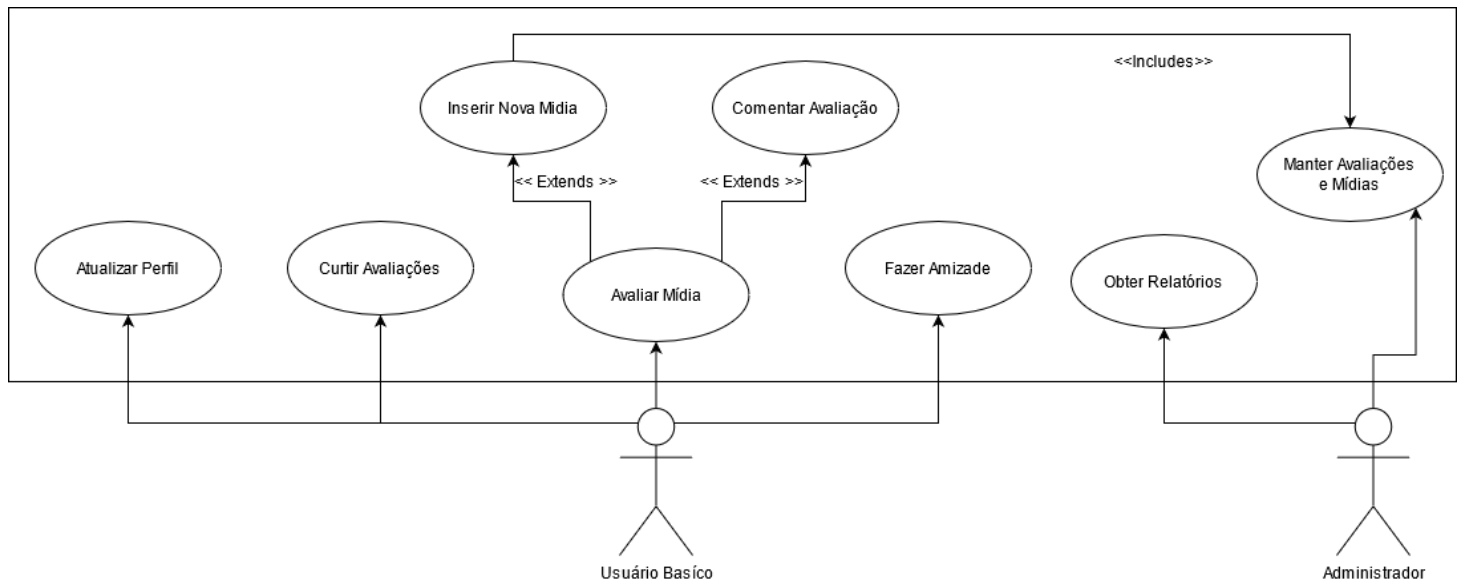 <<Includes>>
Inserir Nova Midia
Comentar Avaliação
Manter Avaliações
e Mídias
<< Extends >>
<< Extends >>
Atualizar Perfil
Curtir Avaliações
Avaliar Mídia
Fazer Amizade
Obter Relatórios
Usuário Basíco
Administrador